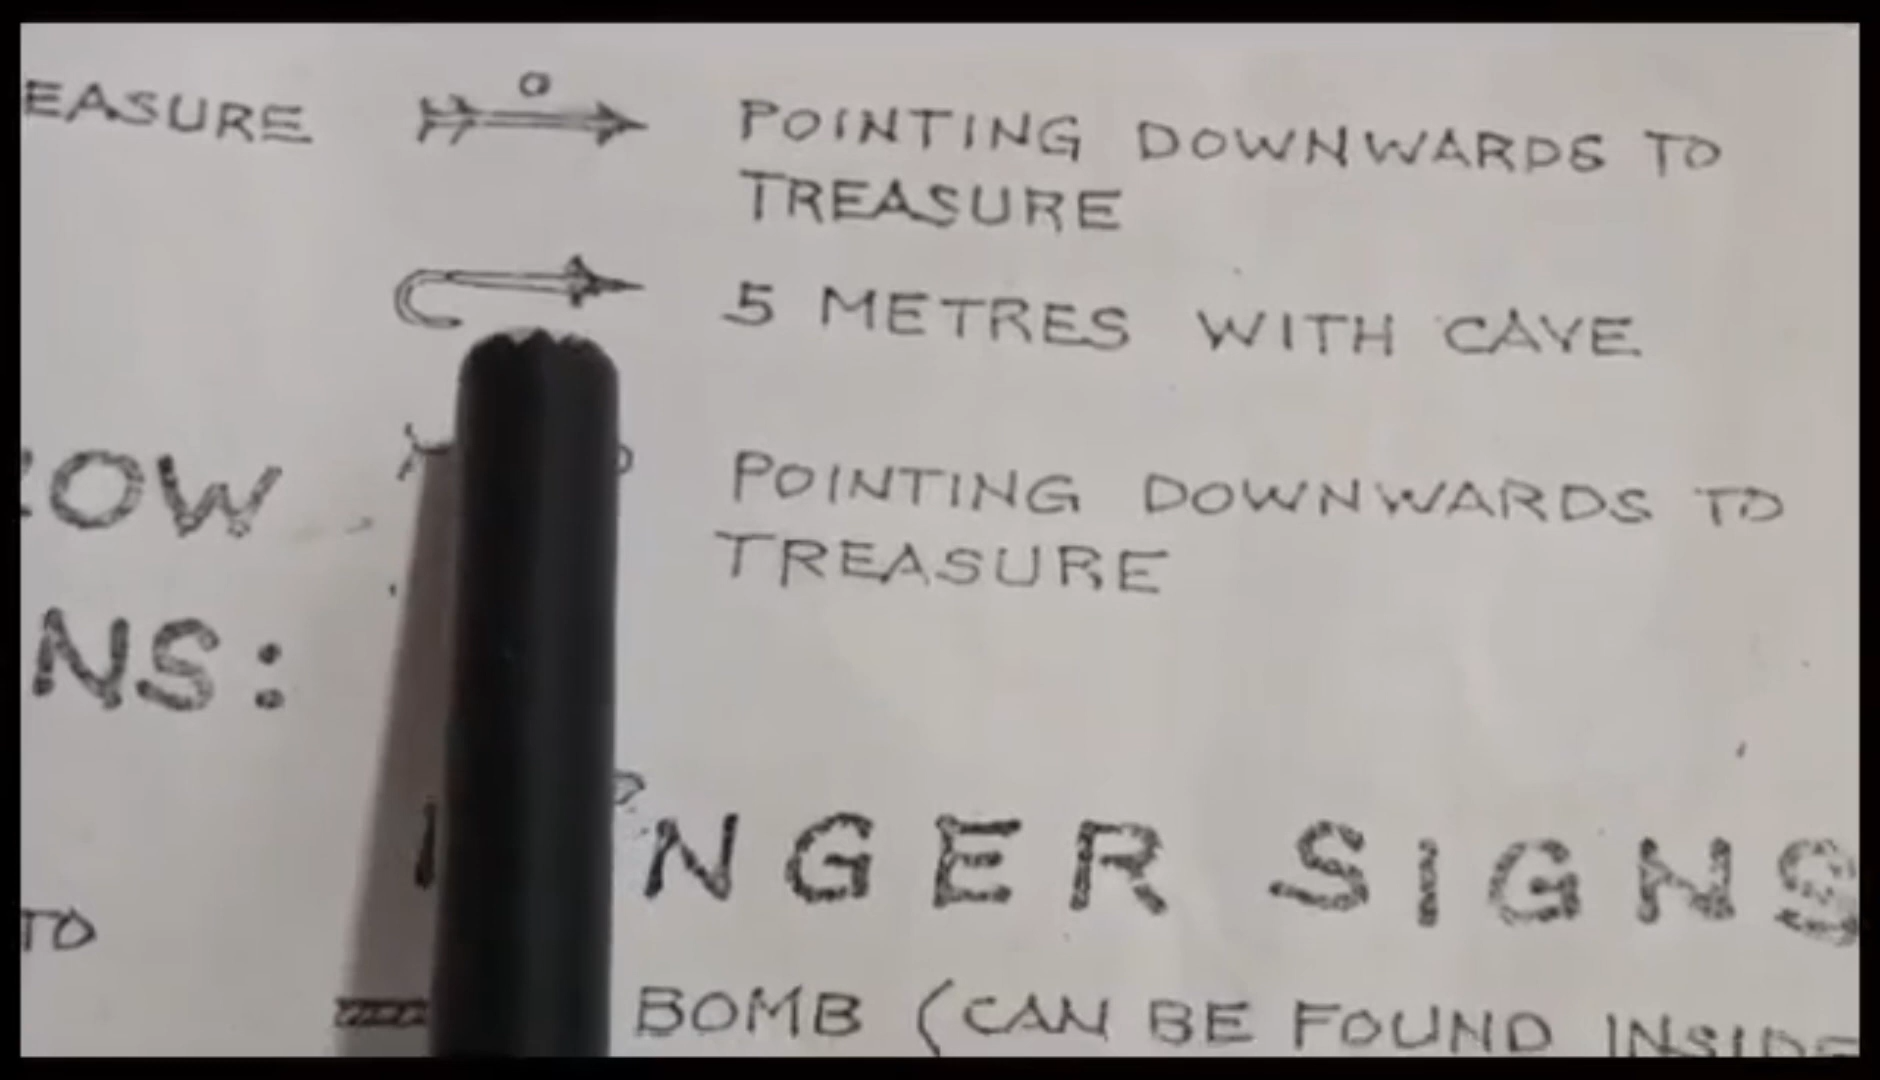 EASURE
POINTING DOWNWARDS TO
TREASURE
5 METRES WITH CAVE
OW
POINTING DOWNWARDS TO
TREASURE
NS:
NGER SIGNS
TO
BOMB (CAN BE FOUND INSIDE